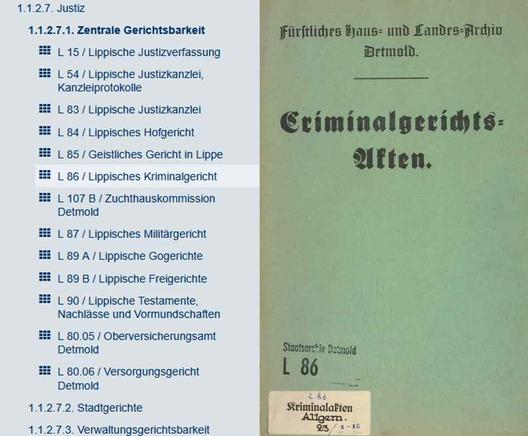 1.1.2.7. Justiz
1.1.2.7.1. Zentrale Gerichtsbarkeit
L 15 / Lippische Justizverfassung
L 54 / Lippische Justizkanzlei,
Kanzleiprotokolle
L 83 / Lippische Justizkanzlei
L 84 / Lippisches Hofgericht
L 85 / Geistliches Gericht in Lippe
L 86 / Lippisches Kriminalgericht
L 107 B / Zuchthauskommission
Detmold
L 87 / Lippisches Militärgericht
L 89 A / Lippische Gogerichte
L 89 B / Lippische Freigerichte
L 90 / Lippische Testamente,
Nachlässe und Vormundschaften
L 80.05 / Oberversicherungsamt
Detmold
L 80.06 / Versorgungsgericht
Detmold
1.1.2.7.2. Stadtgerichte
1.1.2.7.3. Verwaltungsgerichtsbarkeit
Fürstliches Haus- und Landes-Archiv
Detmold.
Criminalgerichts-
Akten.
Staatsarchiv Detmold
L 86
L 86
Kriminalakten
Allgem.